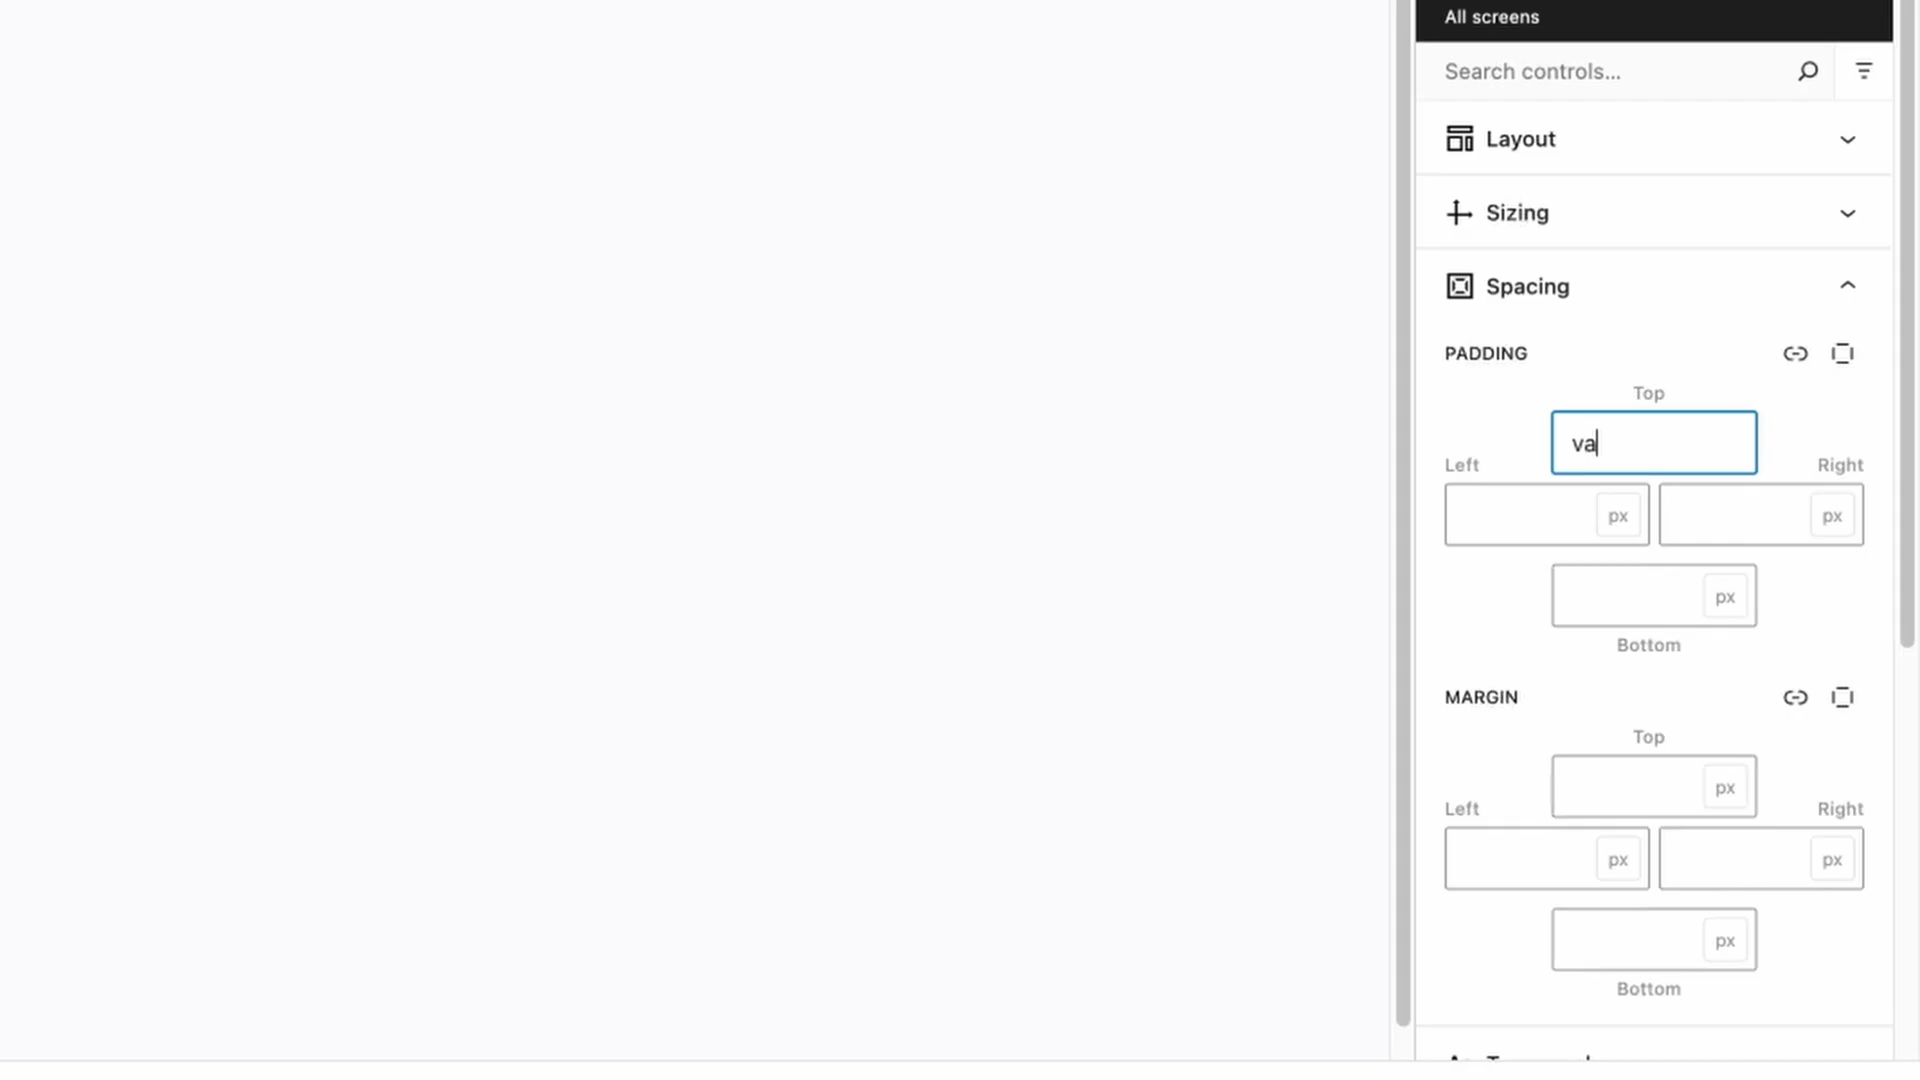 All screens
Search controls...
Layout
Sizing
Spacing
PADDING
Top
va
Left
Right
px
px
px
Bottom
MARGIN
Top
px
Left
Right
px
px
px
Bottom